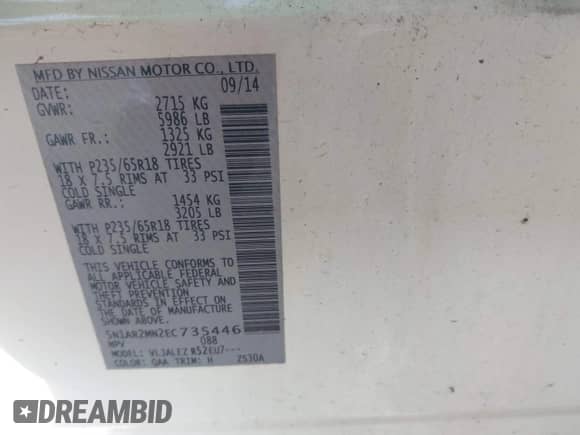 MFD BY NISSAN MOTOR CO., LTD.
DATE: 09/14
GVWR: 2715 KG
5986 LB
GAWR FR.: 1325 KG
2921 LB
WITH P235/65R18 TIRES
18 X 7.5 RIMS AT 33 PSI
COLD SINGLE
GAWR RR.: 1454 KG
3205 LB
WITH P235/65R18 TIRES
18 X 7.5 RIMS AT 33 PSI
COLD SINGLE
THIS VEHICLE CONFORMS TO
ALL APPLICABLE FEDERAL
MOTOR VEHICLE SAFETY AND
THEFT PREVENTION
STANDARDS IN EFFECT ON
THE DATE OF MANUFACTURE
5N1AR2MN2EC735446
MPV 088
MODEL: VLJALEZ R52EU7---
COLOR: QAA TRIM: H 2530A
DREAMBID